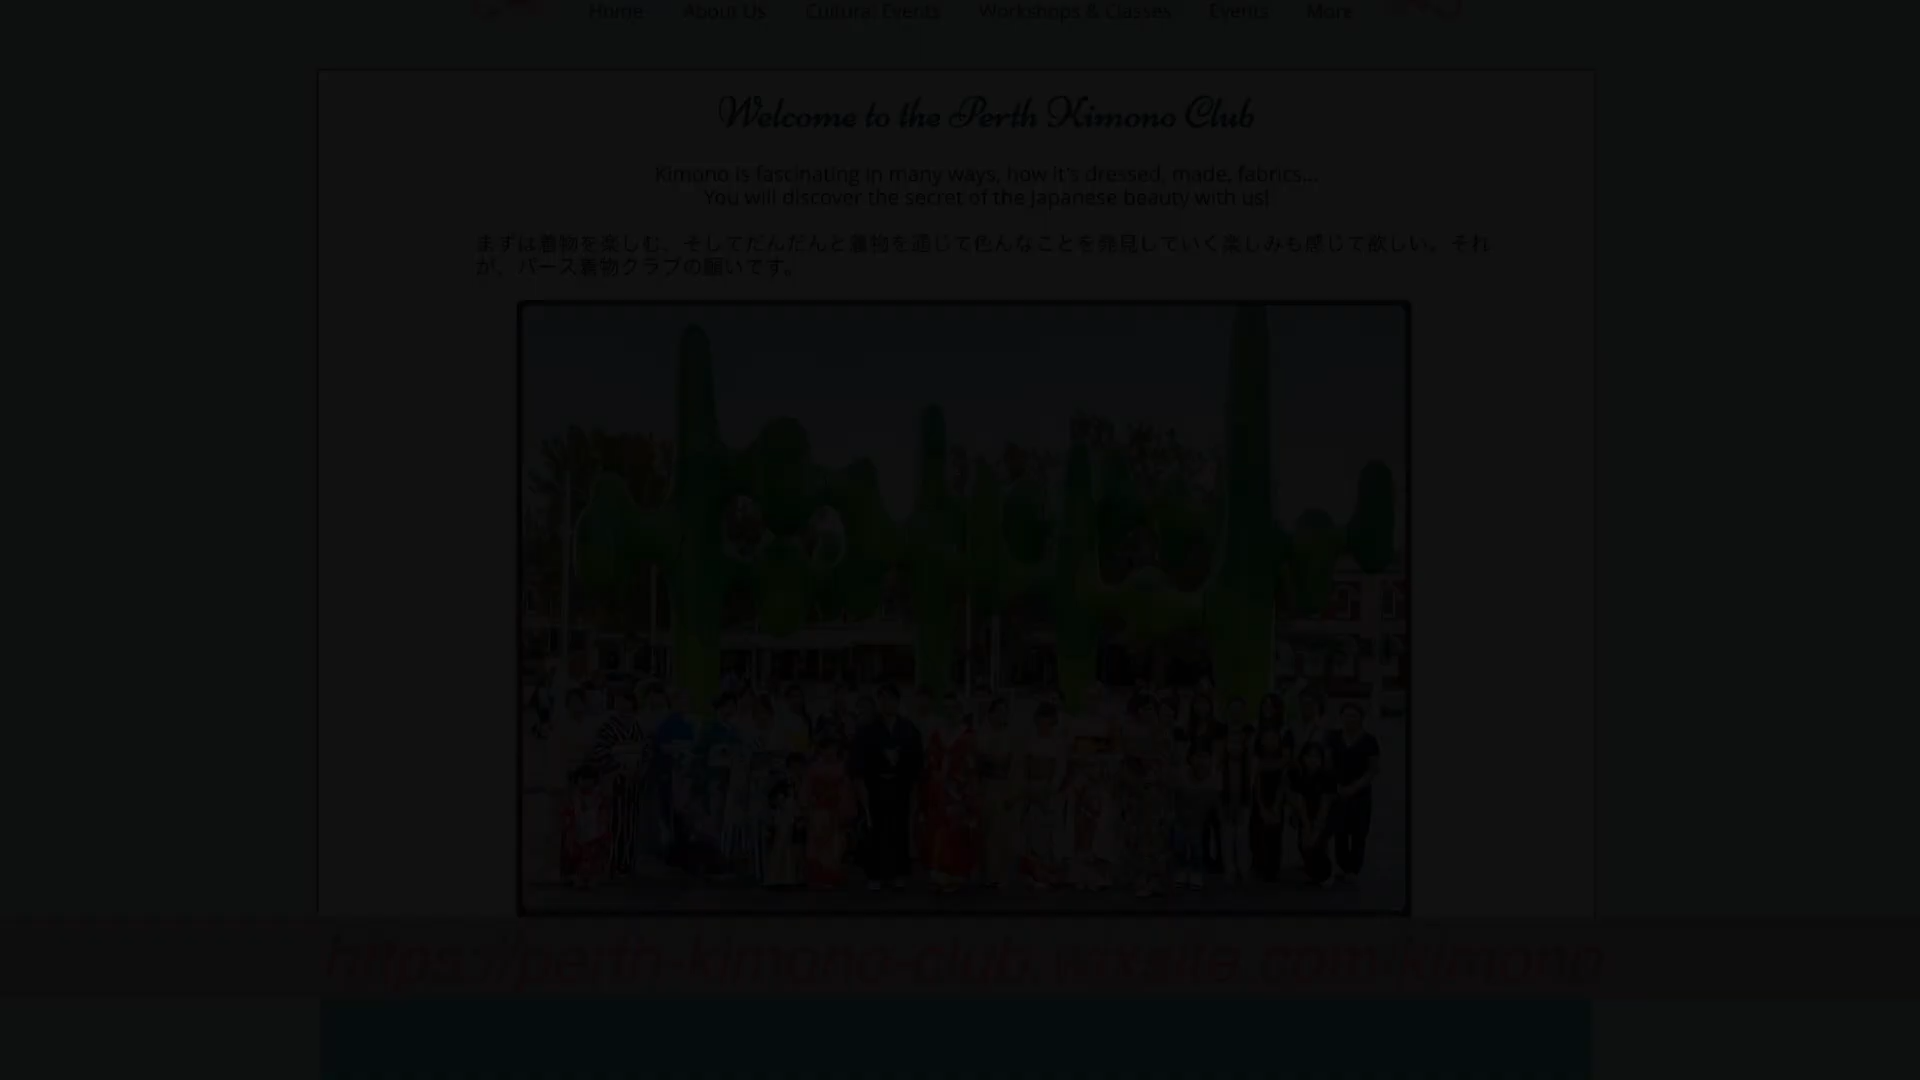 Home About Us Cultural Events Workshops & Classes Events More
Welcome to the Perth Kimono Club
Kimono is fascinating in many ways, how it's dressed, made, fabrics...
You will discover the secret of the Japanese beauty with us!
まずは着物を楽しむ、そしてだんだんと着物を通じて色んなことを発見していく楽しみも感じて欲しい。それ
が、パース着物クラブの願いです。
https://perth-kimono-club.wixsite.com/kimono